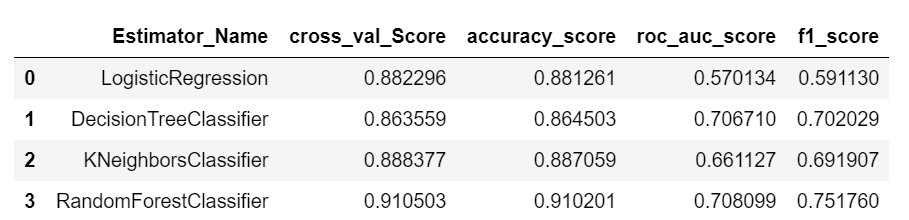 Estimator_Name cross_val_Score accuracy_score roc_auc_score f1_score
0 LogisticRegression 0.882296 0.881261 0.570134 0.591130
1 DecisionTreeClassifier 0.863559 0.864503 0.706710 0.702029
2 KNeighborsClassifier 0.888377 0.887059 0.661127 0.691907
3 RandomForestClassifier 0.910503 0.910201 0.708099 0.751760